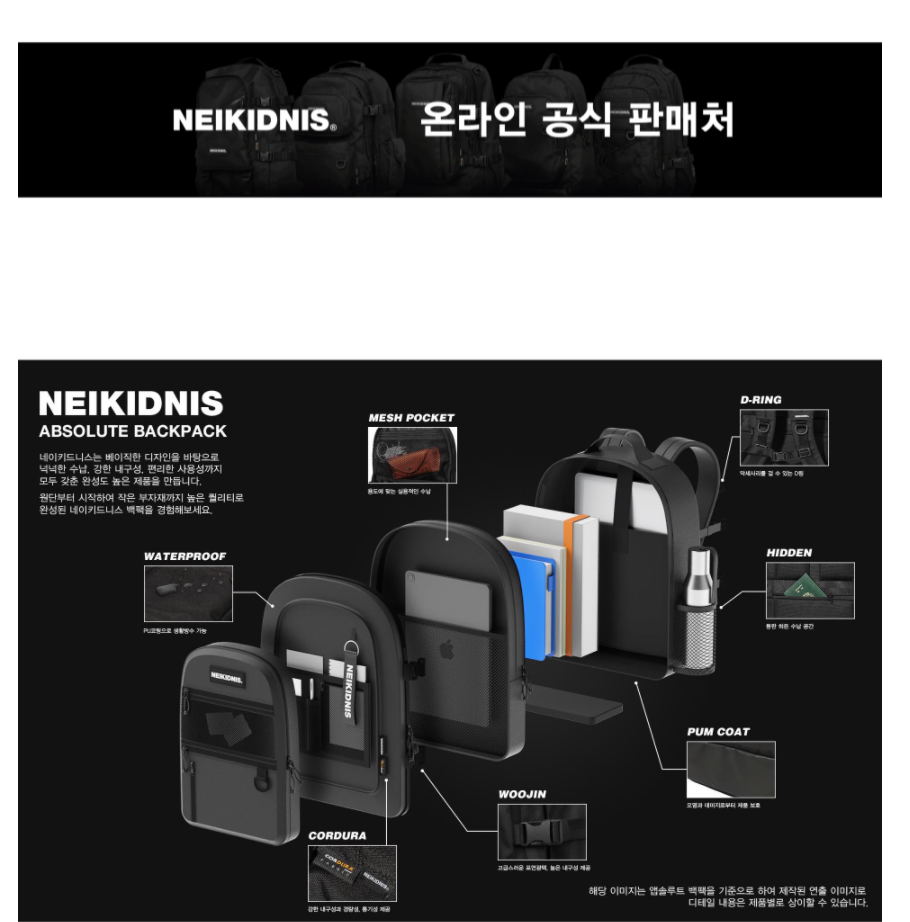 NEIKIDNIS® 온라인 공식 판매처
NEIKIDNIS
ABSOLUTE BACKPACK
네이키드니스는 베이직한 디자인을 바탕으로
넉넉한 수납, 강한 내구성, 편리한 사용성까지
모두 갖춘 완성도 높은 제품을 만듭니다.
원단부터 시작하여 작은 부자재까지 높은 퀄리티로
완성된 네이키드니스 백팩을 경험해보세요.
MESH POCKET
용도에 맞는 실용적인 수납
D-RING
악세사리를 걸 수 있는 D링
WATERPROOF
PU코팅으로 생활방수 가능
HIDDEN
등판 히든 수납 공간
NEIKIDNIS.
NEIKIDNIS
PUM COAT
오염과 데미지로부터 제품 보호
WOOJIN
고급스러운 표면광택, 높은 내구성 제공
CORDURA
CORDURA
NEIKIDNIS.
강한 내구성과 경량성, 통기성 제공
해당 이미지는 앱솔루트 백팩을 기준으로 하여 제작된 연출 이미지로
디테일 내용은 제품별로 상이할 수 있습니다.